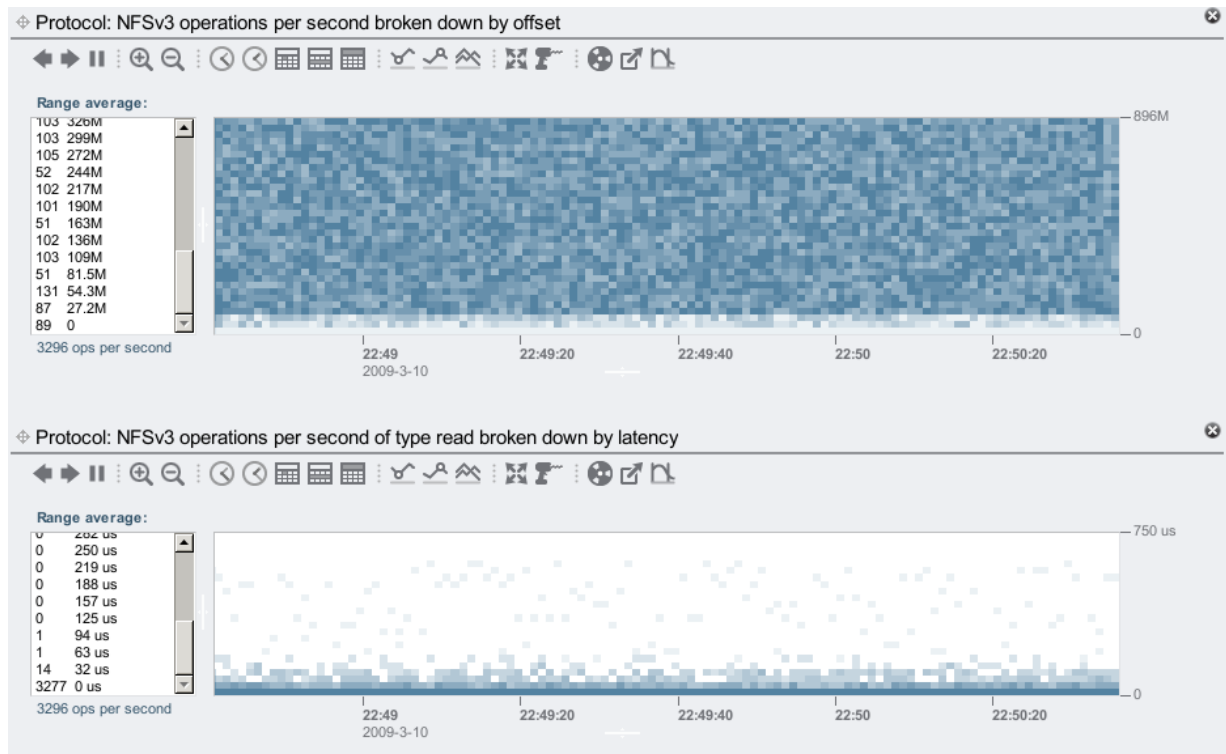 Protocol: NFSv3 operations per second broken down by offset
Range average:
103 326M
103 299M
105 272M
52 244M
102 217M
101 190M
51 163M
102 136M
103 109M
51 81.5M
131 54.3M
87 27.2M
89 0
3296 ops per second
896M
0
22:49 22:49:20 22:49:40 22:50 22:50:20
2009-3-10
Protocol: NFSv3 operations per second of type read broken down by latency
Range average:
0 282 us
0 250 us
0 219 us
0 188 us
0 157 us
0 125 us
1 94 us
1 63 us
14 32 us
3277 0 us
3296 ops per second
750 us
0
22:49 22:49:20 22:49:40 22:50 22:50:20
2009-3-10